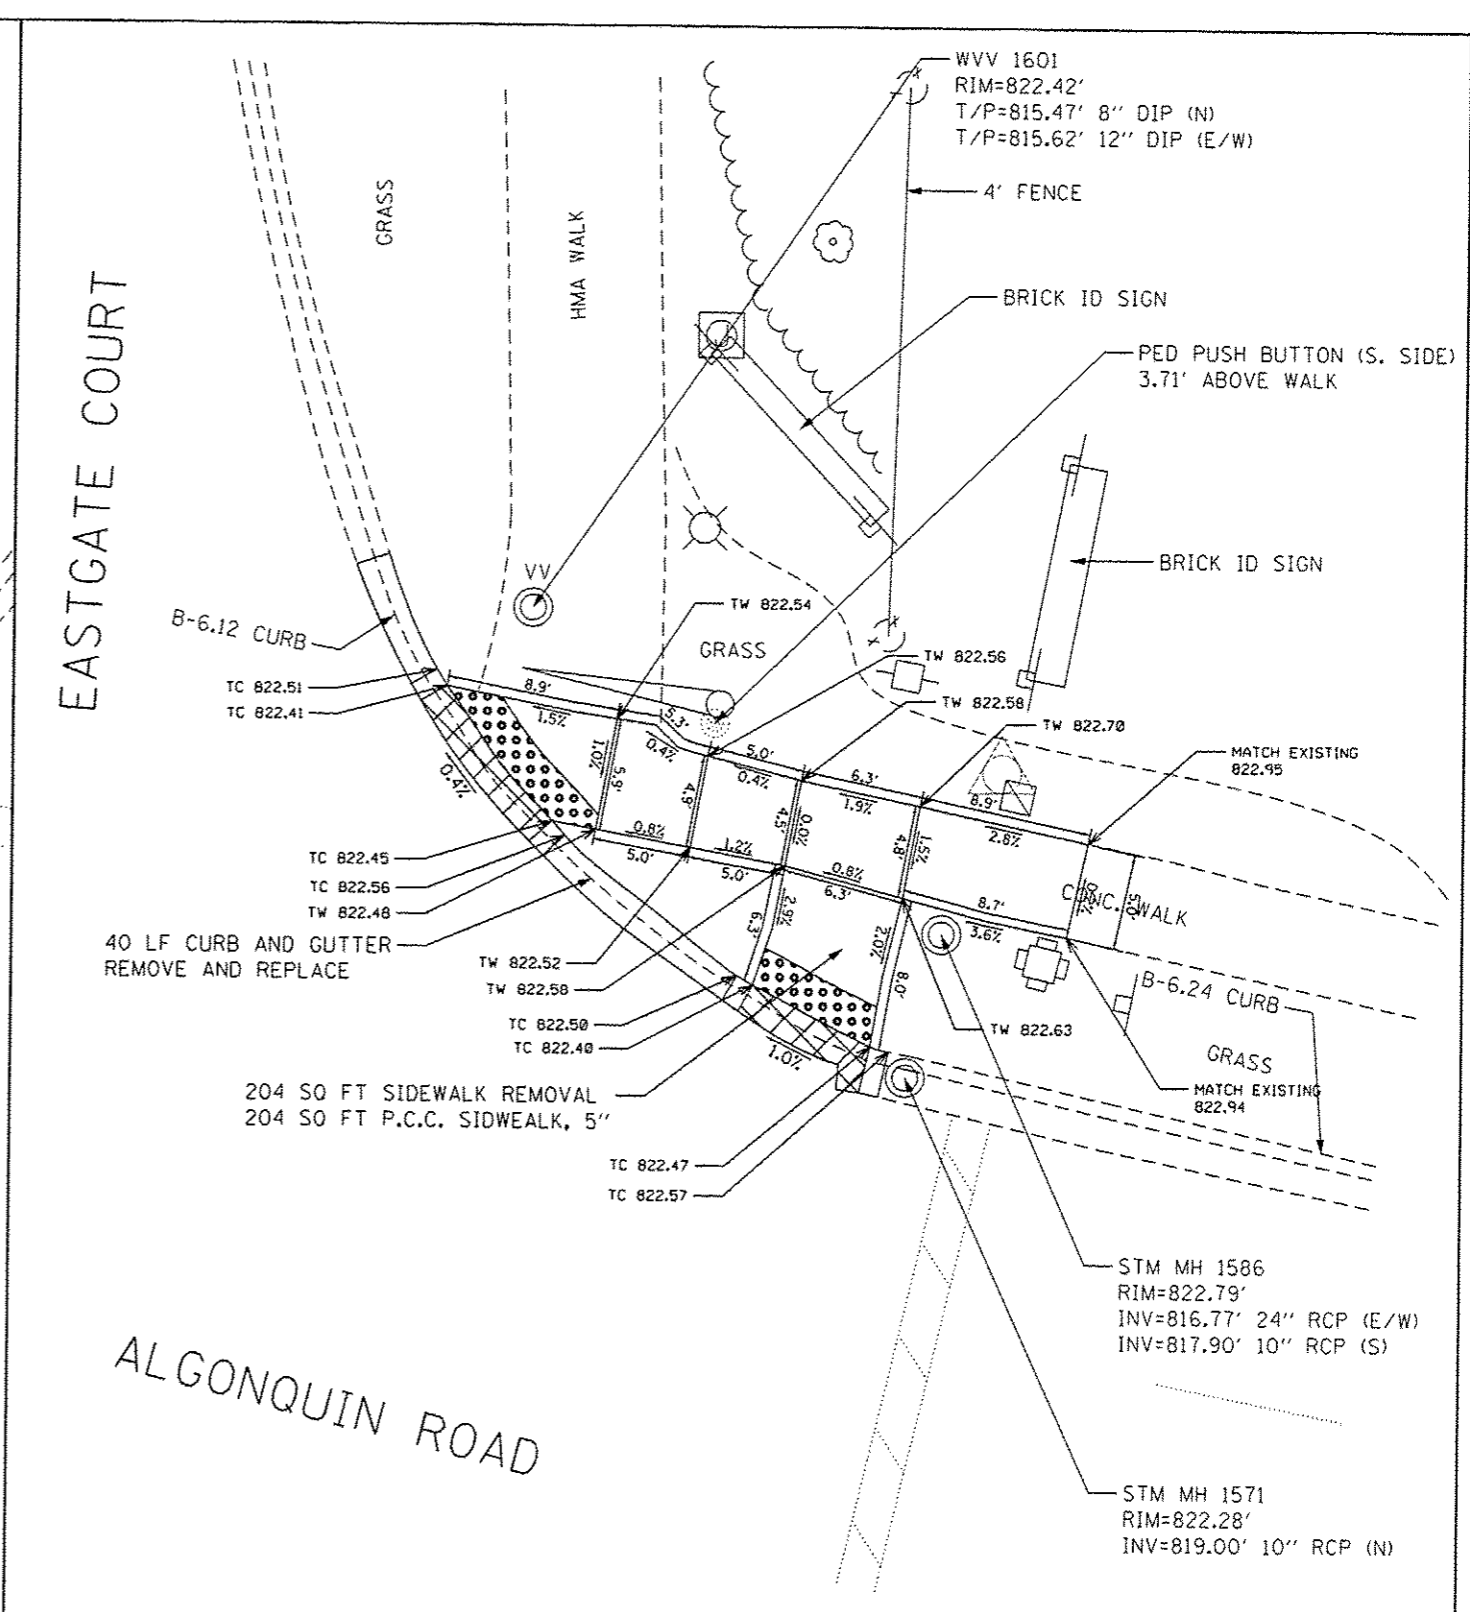 WVV 1601
RIM=822.42'
T/P=815.47' 8'' DIP (N)
T/P=815.62' 12'' DIP (E/W)
4' FENCE
GRASS
HMA WALK
EASTGATE COURT
BRICK ID SIGN
PED PUSH BUTTON (S. SIDE)
3.71' ABOVE WALK
BRICK ID SIGN
VV
TW 822.54
B-6.12 CURB
GRASS
TW 822.56
TC 822.51
TC 822.41
8.9'
1.5%
5.3'
0.4%
TW 822.58
TW 822.70
5.0'
0.4%
6.3'
1.9%
MATCH EXISTING
822.95
8.9'
2.8%
0.4%
1.0%
5.9'
4.9'
0.0%
4.5'
1.5%
4.8'
0.8%
5.0'
1.2%
5.0'
0.8%
6.3'
8.7'
3.6%
CONC. WALK
5.0'
TC 822.45
TC 822.56
TW 822.48
40 LF CURB AND GUTTER
REMOVE AND REPLACE
2.9%
6.3'
2.0%
8.0'
TW 822.52
TW 822.58
B-6.24 CURB
TC 822.50
TC 822.40
TW 822.63
1.0%
GRASS
MATCH EXISTING
822.94
204 SQ FT SIDEWALK REMOVAL
204 SQ FT P.C.C. SIDWEALK, 5''
TC 822.47
TC 822.57
STM MH 1586
RIM=822.79'
INV=816.77' 24'' RCP (E/W)
INV=817.90' 10'' RCP (S)
ALGONQUIN ROAD
STM MH 1571
RIM=822.28'
INV=819.00' 10'' RCP (N)